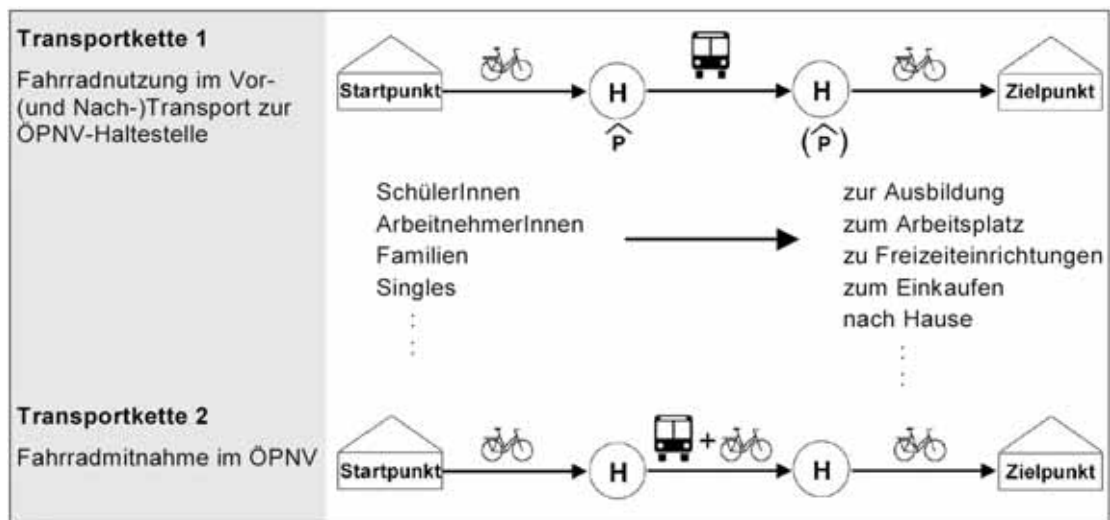 Transportkette 1
Fahrradnutzung im Vor-
(und Nach-)Transport zur
ÖPNV-Haltestelle
Startpunkt
H
P
H
(P)
Zielpunkt
SchülerInnen
ArbeitnehmerInnen
Familien
Singles
zur Ausbildung
zum Arbeitsplatz
zu Freizeiteinrichtungen
zum Einkaufen
nach Hause
Transportkette 2
Fahrradmitnahme im ÖPNV
Startpunkt
H
+
H
Zielpunkt